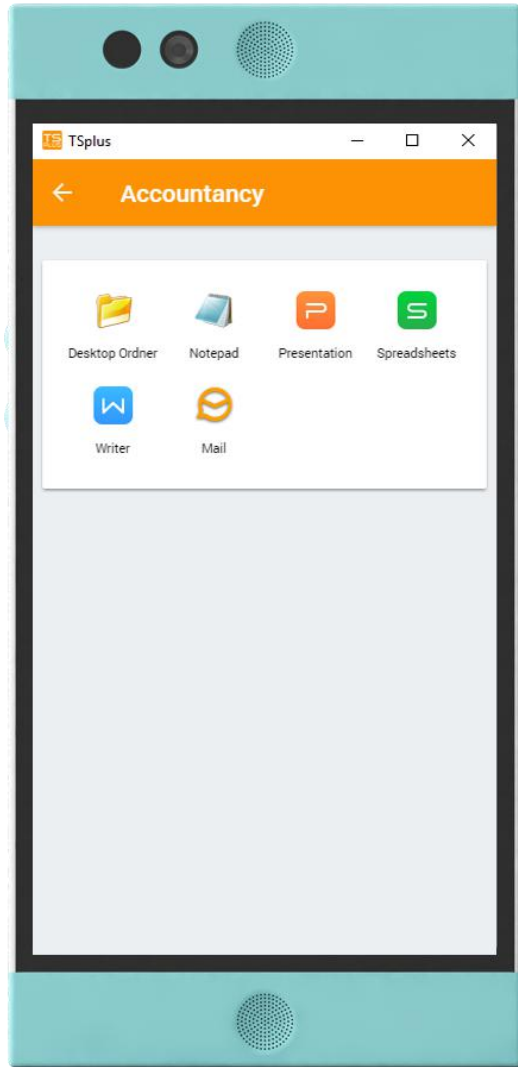 TSplus
Accountancy
Desktop Ordner Notepad Presentation Spreadsheets
Writer Mail